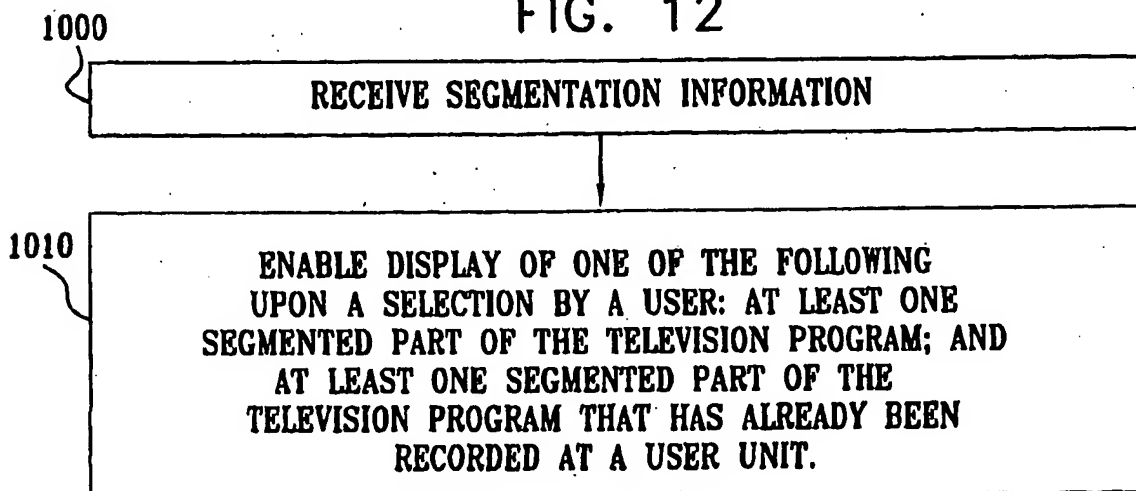 FIG. 12
1000
RECEIVE SEGMENTATION INFORMATION
1010
ENABLE DISPLAY OF ONE OF THE FOLLOWING
UPON A SELECTION BY A USER: AT LEAST ONE
SEGMENTED PART OF THE TELEVISION PROGRAM; AND
AT LEAST ONE SEGMENTED PART OF THE
TELEVISION PROGRAM THAT HAS ALREADY BEEN
RECORDED AT A USER UNIT.